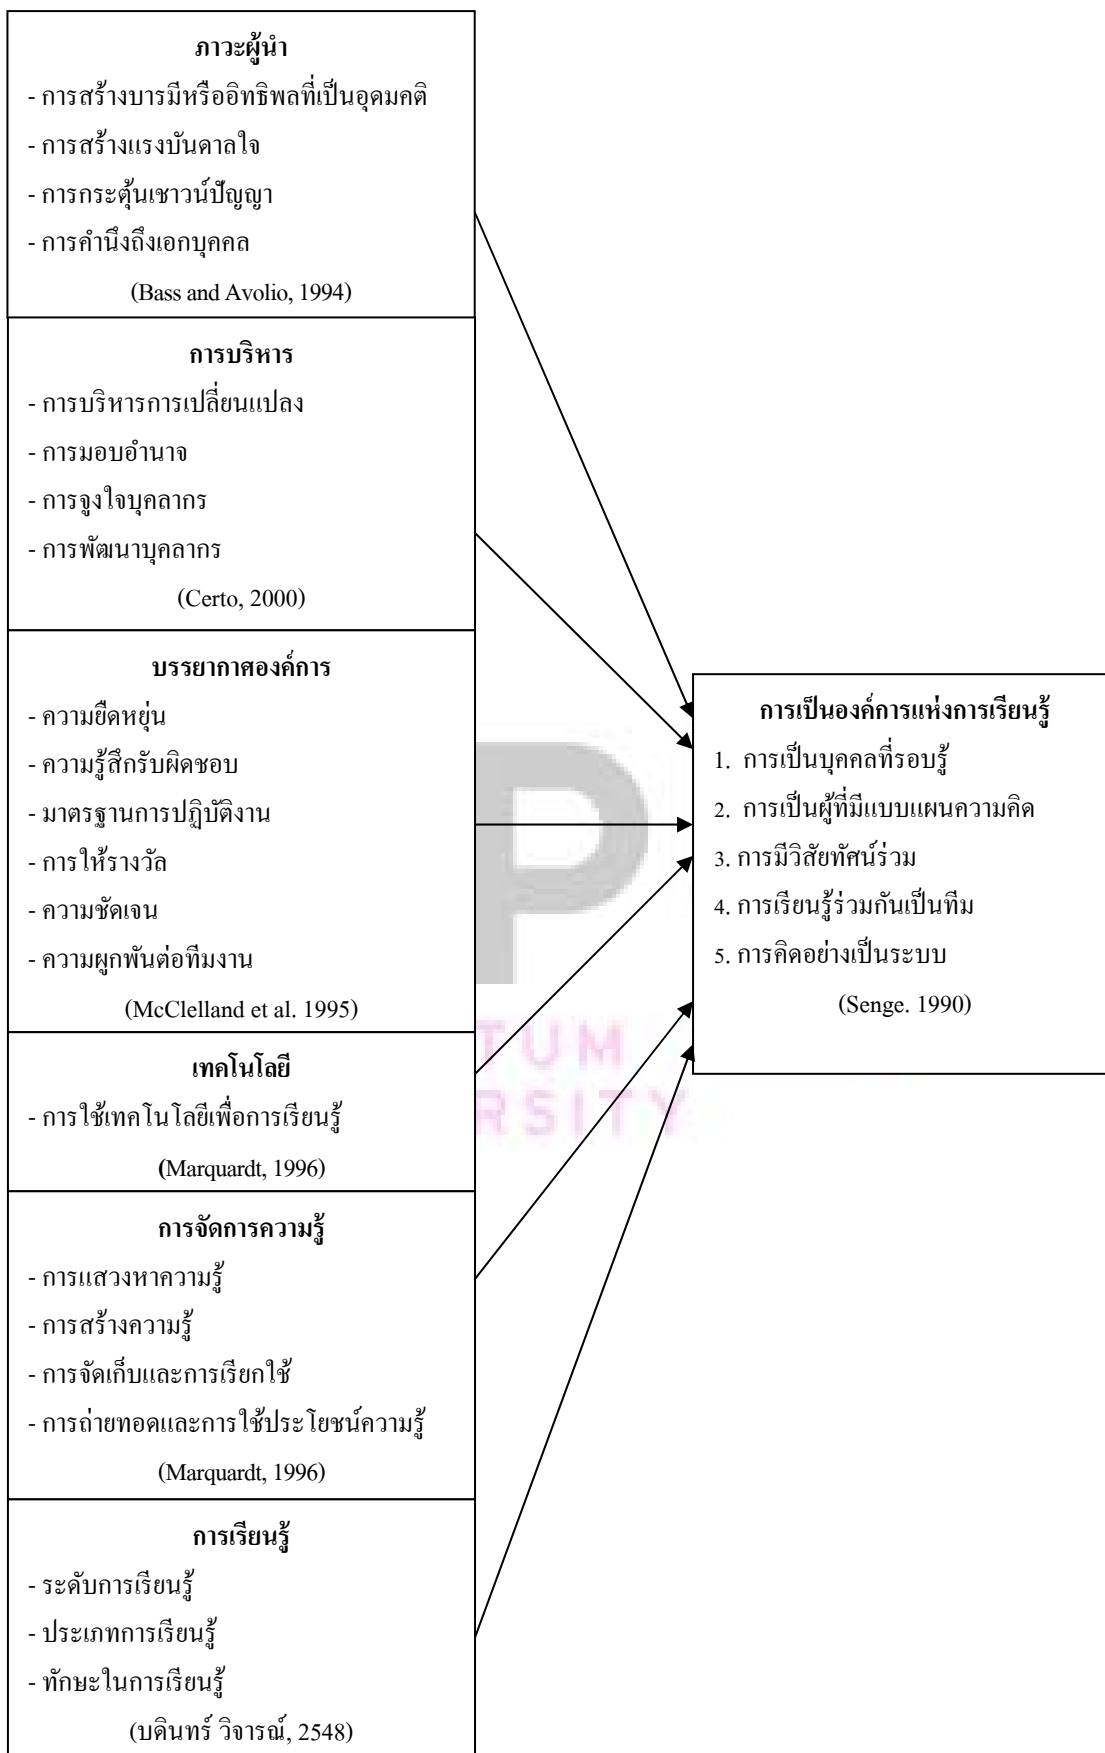 ภาวะผู้นำ
- การสร้างบารมีหรืออิทธิพลที่เป็นอุดมคติ
- การสร้างแรงบันดาลใจ
- การกระตุ้นเชาวน์ปัญญา
- การคำนึงถึงเอกบุคคล
(Bass and Avolio, 1994)
การบริหาร
- การบริหารการเปลี่ยนแปลง
- การมอบอำนาจ
- การจูงใจบุคลากร
- การพัฒนาบุคลากร
(Certo, 2000)
บรรยากาศองค์การ
- ความยืดหยุ่น
- ความรู้สึกรับผิดชอบ
- มาตรฐานการปฏิบัติงาน
- การให้รางวัล
- ความชัดเจน
- ความผูกพันต่อทีมงาน
(McClelland et al. 1995)
เทคโนโลยี
- การใช้เทคโนโลยีเพื่อการเรียนรู้
(Marquardt, 1996)
การจัดการความรู้
- การแสวงหาความรู้
- การสร้างความรู้
- การจัดเก็บและการเรียกใช้
- การถ่ายทอดและการใช้ประโยชน์ความรู้
(Marquardt, 1996)
การเรียนรู้
- ระดับการเรียนรู้
- ประเภทการเรียนรู้
- ทักษะในการเรียนรู้
(บดินทร์ วิจารณ์, 2548)
การเป็นองค์การแห่งการเรียนรู้
1. การเป็นบุคคลที่รอบรู้
2. การเป็นผู้ที่มีแบบแผนความคิด
3. การมีวิสัยทัศน์ร่วม
4. การเรียนรู้ร่วมกันเป็นทีม
5. การคิดอย่างเป็นระบบ
(Senge. 1990)
P
TUM
RSITY